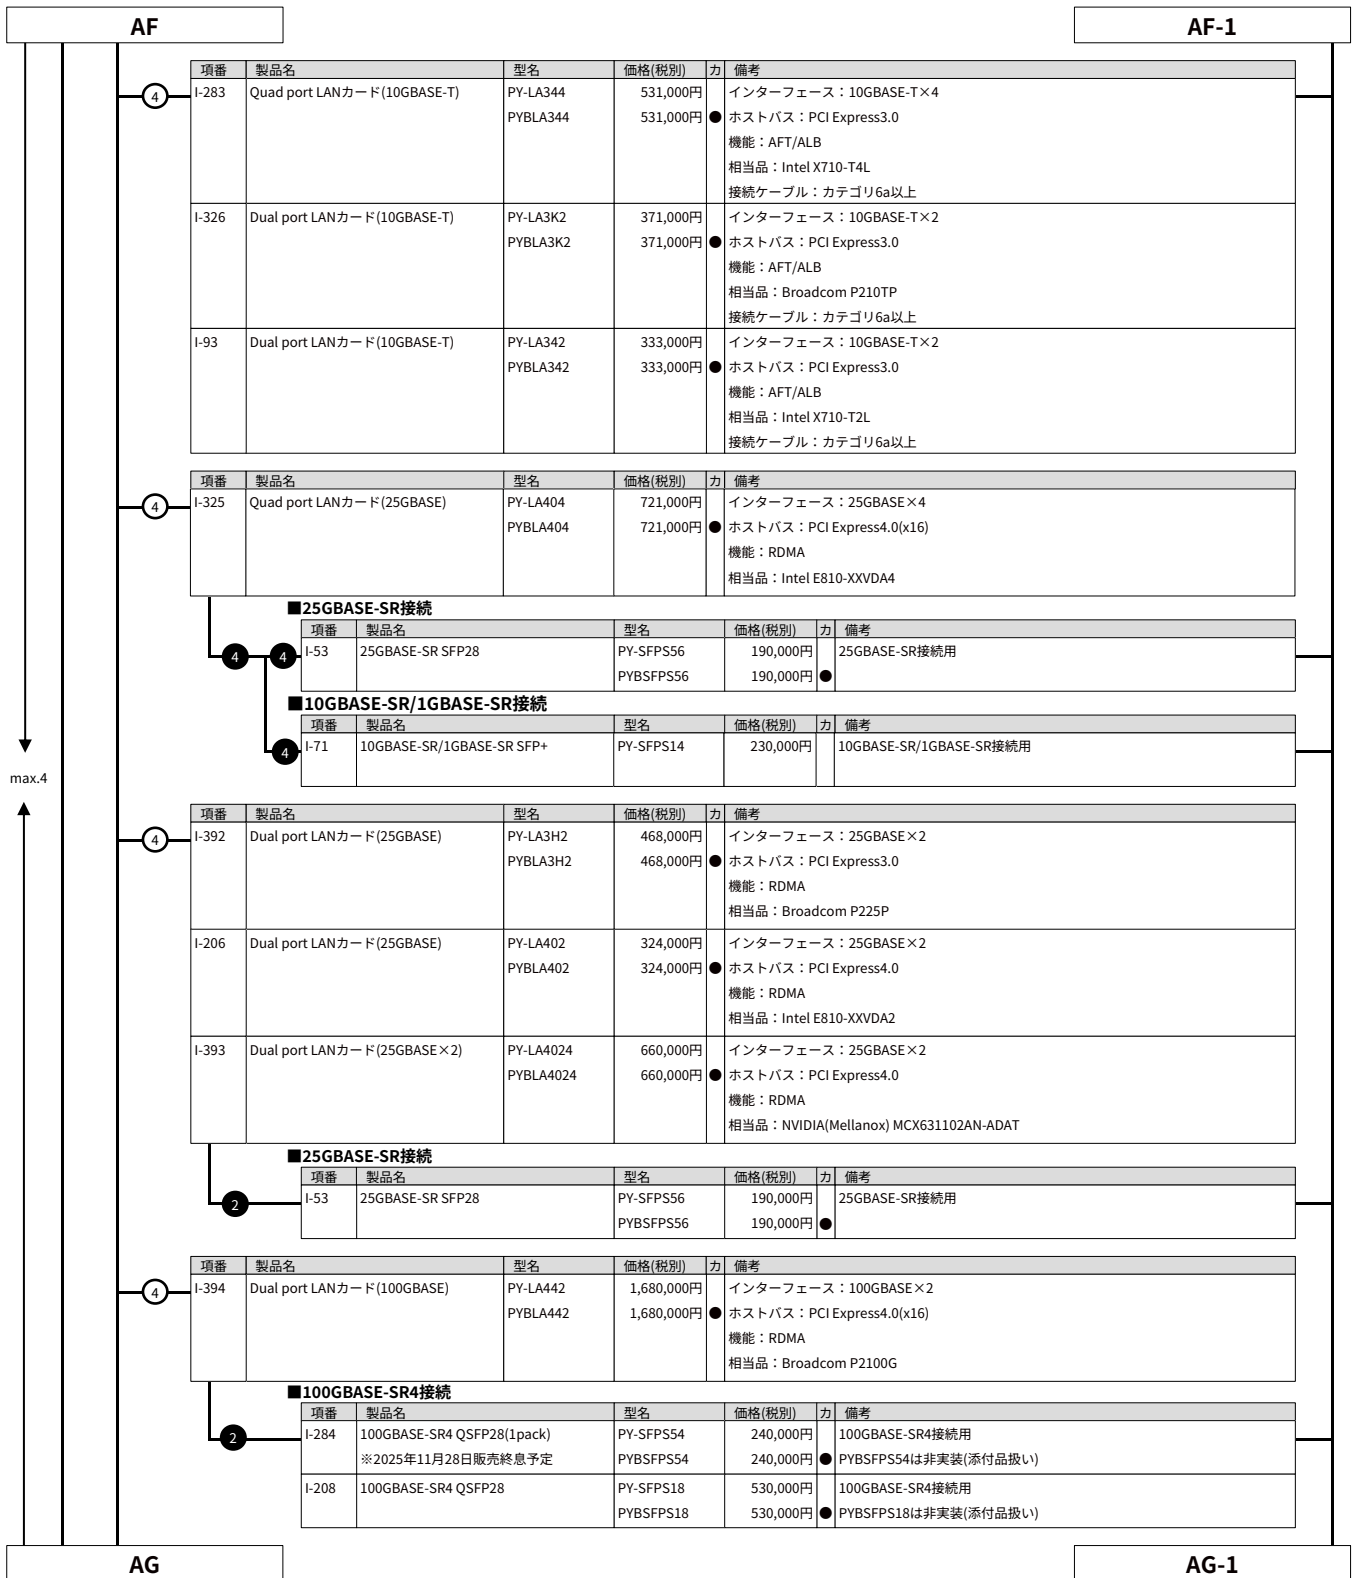 AF
AF-1
項番 製品名 型名 価格(税別) カ 備考
4 I-283 Quad port LANカード(10GBASE-T) PY-LA344 531,000円 インターフェース：10GBASE-T×4
PYBLA344 531,000円 ● ホストバス：PCI Express3.0
機能：AFT/ALB
相当品：Intel X710-T4L
接続ケーブル：カテゴリ6a以上
I-326 Dual port LANカード(10GBASE-T) PY-LA3K2 371,000円 インターフェース：10GBASE-T×2
PYBLA3K2 371,000円 ● ホストバス：PCI Express3.0
機能：AFT/ALB
相当品：Broadcom P210TP
接続ケーブル：カテゴリ6a以上
I-93 Dual port LANカード(10GBASE-T) PY-LA342 333,000円 インターフェース：10GBASE-T×2
PYBLA342 333,000円 ● ホストバス：PCI Express3.0
機能：AFT/ALB
相当品：Intel X710-T2L
接続ケーブル：カテゴリ6a以上
項番 製品名 型名 価格(税別) カ 備考
4 I-325 Quad port LANカード(25GBASE) PY-LA404 721,000円 インターフェース：25GBASE×4
PYBLA404 721,000円 ● ホストバス：PCI Express4.0(x16)
機能：RDMA
相当品：Intel E810-XXVDA4
■25GBASE-SR接続
項番 製品名 型名 価格(税別) カ 備考
4 4 I-53 25GBASE-SR SFP28 PY-SFPS56 190,000円 25GBASE-SR接続用
PYBSFPS56 190,000円 ●
■10GBASE-SR/1GBASE-SR接続
項番 製品名 型名 価格(税別) カ 備考
4 I-71 10GBASE-SR/1GBASE-SR SFP+ PY-SFPS14 230,000円 10GBASE-SR/1GBASE-SR接続用
max.4
項番 製品名 型名 価格(税別) カ 備考
4 I-392 Dual port LANカード(25GBASE) PY-LA3H2 468,000円 インターフェース：25GBASE×2
PYBLA3H2 468,000円 ● ホストバス：PCI Express3.0
機能：RDMA
相当品：Broadcom P225P
I-206 Dual port LANカード(25GBASE) PY-LA402 324,000円 インターフェース：25GBASE×2
PYBLA402 324,000円 ● ホストバス：PCI Express4.0
機能：RDMA
相当品：Intel E810-XXVDA2
I-393 Dual port LANカード(25GBASE×2) PY-LA4024 660,000円 インターフェース：25GBASE×2
PYBLA4024 660,000円 ● ホストバス：PCI Express4.0
機能：RDMA
相当品：NVIDIA(Mellanox) MCX631102AN-ADAT
■25GBASE-SR接続
項番 製品名 型名 価格(税別) カ 備考
2 I-53 25GBASE-SR SFP28 PY-SFPS56 190,000円 25GBASE-SR接続用
PYBSFPS56 190,000円 ●
項番 製品名 型名 価格(税別) カ 備考
4 I-394 Dual port LANカード(100GBASE) PY-LA442 1,680,000円 インターフェース：100GBASE×2
PYBLA442 1,680,000円 ● ホストバス：PCI Express4.0(x16)
機能：RDMA
相当品：Broadcom P2100G
■100GBASE-SR4接続
項番 製品名 型名 価格(税別) カ 備考
2 I-284 100GBASE-SR4 QSFP28(1pack) PY-SFPS54 240,000円 100GBASE-SR4接続用
※2025年11月28日販売終息予定 PYBSFPS54 240,000円 ● PYBSFPS54は非実装(添付品扱い)
I-208 100GBASE-SR4 QSFP28 PY-SFPS18 530,000円 100GBASE-SR4接続用
PYBSFPS18 530,000円 ● PYBSFPS18は非実装(添付品扱い)
AG
AG-1